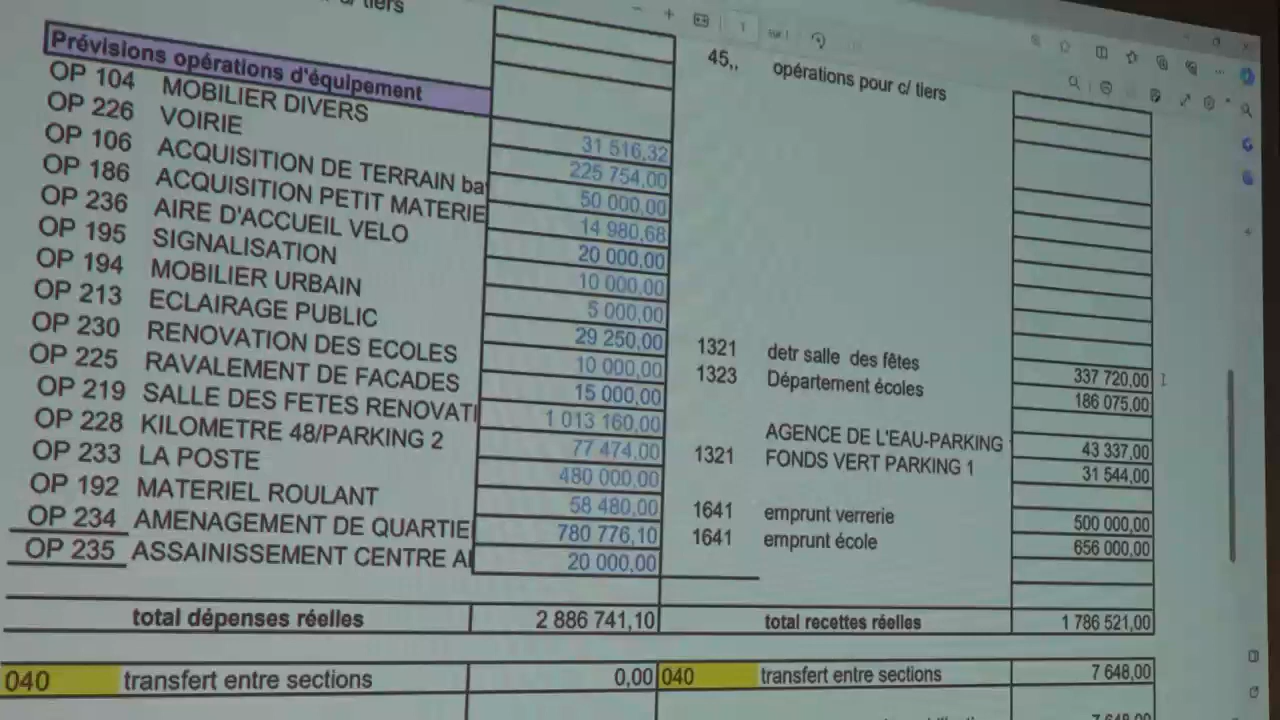 c/ tiers
Prévisions opérations d'équipement
45,, opérations pour c/ tiers
OP 104 MOBILIER DIVERS 31 516,32
OP 226 VOIRIE 225 754,00
OP 106 ACQUISITION DE TERRAIN ba 50 000,00
OP 186 ACQUISITION PETIT MATERIE 14 980,68
OP 236 AIRE D'ACCUEIL VELO 20 000,00
OP 195 SIGNALISATION 10 000,00
OP 194 MOBILIER URBAIN 5 000,00
OP 213 ECLAIRAGE PUBLIC 29 250,00
OP 230 RENOVATION DES ECOLES 10 000,00 1321 detr salle des fêtes 337 720,00
OP 225 RAVALEMENT DE FACADES 15 000,00 1323 Département écoles 186 075,00
OP 219 SALLE DES FETES RENOVATI 1 013 160,00
OP 228 KILOMETRE 48/PARKING 2 77 474,00 AGENCE DE L'EAU-PARKING 43 337,00
OP 233 LA POSTE 480 000,00 1321 FONDS VERT PARKING 1 31 544,00
OP 192 MATERIEL ROULANT 58 480,00
OP 234 AMENAGEMENT DE QUARTIE 780 776,10 1641 emprunt verrerie 500 000,00
OP 235 ASSAINISSEMENT CENTRE A 20 000,00 1641 emprunt école 656 000,00
total dépenses réelles 2 886 741,10 total recettes réelles 1 786 521,00
040 transfert entre sections 0,00 040 transfert entre sections 7 648,00
7 648,00